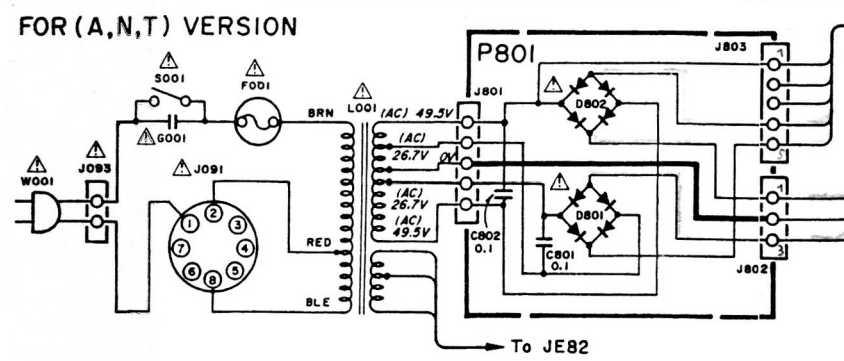 FOR (A,N,T) VERSION
P801
J803
S001
F001
L001
J801
BRN
(AC) 49.5V
1
D802
G001
(AC)
26.7V
0V
W001
J093
J091
5
1
2
3
4
5
6
7
8
(AC)
26.7V
(AC)
49.5V
D801
1
C802
0.1
C801
0.1
RED
3
J802
BLE
To JE82